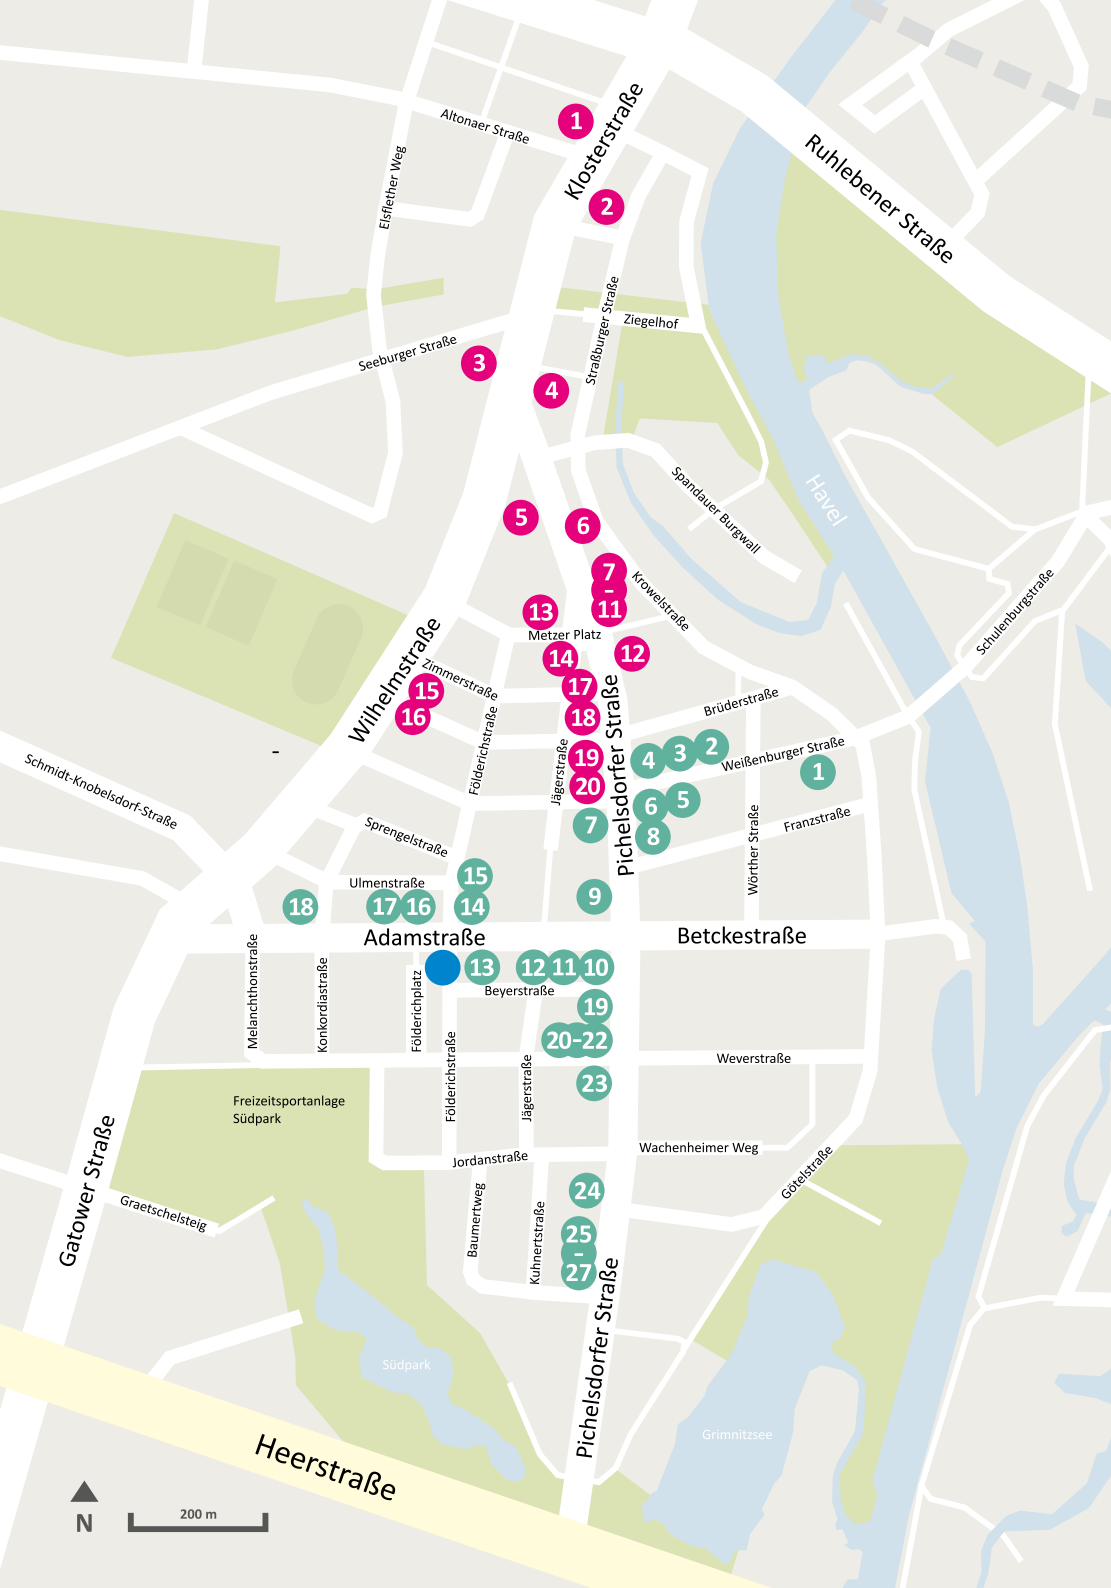 1
Klosterstraße
Altonaer Straße
Ruhlebener Straße
Elsflether Weg
2
Straßburger Straße
Ziegelhof
Seeburger Straße
3
4
Havel
Spandauer Burgwall
5
6
7
-
11
Krowelstraße
Schulenburgstraße
13
Metzer Platz
12
14
Wilhelmstraße
Zimmerstraße
15
16
17
18
Pichelsdorfer Straße
Brüderstraße
Földerichstraße
Jägerstraße
19
20
4
3
2
Weißenburger Straße
1
-
Schmidt-Knobelsdorf-Straße
6
5
7
8
Franzstraße
Wörther Straße
Sprengelstraße
15
Ulmenstraße
18
17
16
14
9
Adamstraße
Betckestraße
13
12
11
10
Beyerstraße
Melanchthonstraße
Konkordiastraße
Földerichplatz
19
20-22
Földerichstraße
Jägerstraße
Weverstraße
23
Freizeitsportanlage
Südpark
Gatower Straße
Jordanstraße
Wachenheimer Weg
Götelstraße
Graetschelsteig
Baumertweg
Kuhnertstraße
24
25
-
27
Pichelsdorfer Straße
Südpark
Grimnitzsee
Heerstraße
N
200 m